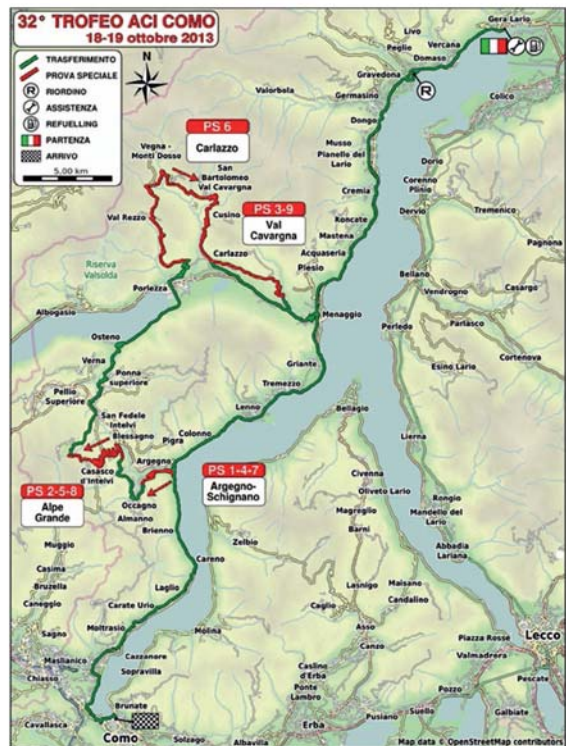 32° TROFEO ACI COMO
18-19 ottobre 2013
TRASFERIMENTO
PROVA SPECIALE
R RIORDINO
ASSISTENZA
REFUELLING
PARTENZA
ARRIVO
5,00 km
Gera Lario
Livo
Peglio
Vercana
Domaso
Gravedona
R
Colico
Valorbola
Germasino
Dongo
Musso
Pianello del
Lario
Dorio
Corenno
Plinio
PS 6
Carlazzo
Vegna -
Monti Dosse
San
Bartolomeo
Val Cavargna
Cremia
Dervio
Tremenico
PS 3-9
Val
Cavargna
Val Rezzo
Cusino
Roncate
Mastena
Pagnona
Carlazzo
Acquaseria
Plesio
Bellano
Riserva
Valsolda
Vendrogno
Casargo
Porlezza
Albogasio
Menaggio
Perledo
Parlasco
Osteno
Cortenova
Esino Lario
Verna
Griante
Ponna
superiore
Tremezzo
Pellio
Superiore
San Fedele
Intelvi
Blessagno
Lenno
Bellagio
Colonno
Pigra
Lierna
Argegno
Casasco
d'Intelvi
PS 1-4-7
Argegno-
Schignano
Civenna
Oliveto Lario
Rongio
Mandello del
Lario
PS 2-5-8
Alpe
Grande
Occagno
Almanno
Brienno
Magreglio
Barni
Abbadia
Lariana
Zelbio
Muggio
Careno
Casima
Bruzella
Caneggio
Laglio
Lasnigo
Maisano
Candalino
Carate Urio
Caglio
Sagno
Moltrasio
Molina
Asso
Canzo
Piazza Rossè
Lecco
Valmadrera
Maslianico
Cazzanore
Sopravilla
Chiasso
Caslino
d'Erba
Pescate
Brunate
Ponte
Lambro
Pozzo
Cavallasca
Como
Solzago
Albavilla
Erba
Pusiano
Suello
Galbiate
Map data © OpenStreetMap contributors